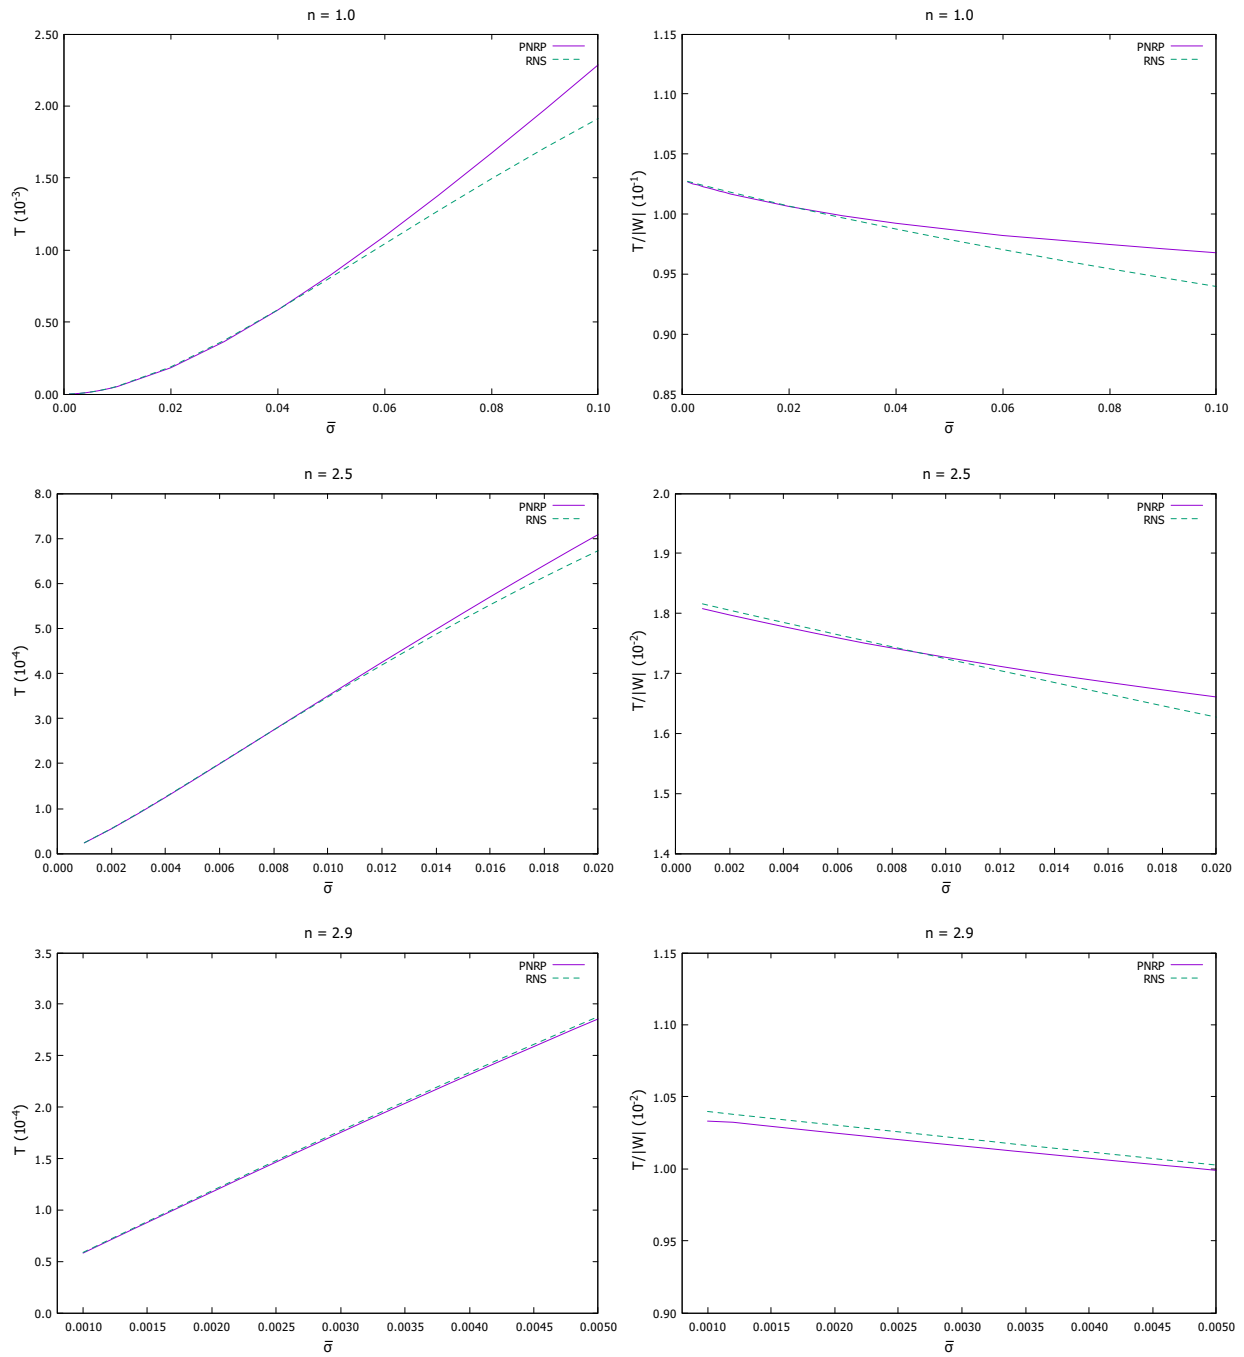 n = 1.0
2.50
2.00
1.50
1.00
0.50
0.00
T (10-3)
PNRP
RNS
0.00 0.02 0.04 0.06 0.08 0.10
σ̅
n = 1.0
1.15
1.10
1.05
1.00
0.95
0.90
0.85
T/|W| (10-1)
PNRP
RNS
0.00 0.02 0.04 0.06 0.08 0.10
σ̅
n = 2.5
8.0
7.0
6.0
5.0
4.0
3.0
2.0
1.0
0.0
T (10-4)
PNRP
RNS
0.000 0.002 0.004 0.006 0.008 0.010 0.012 0.014 0.016 0.018 0.020
σ̅
n = 2.5
2.0
1.9
1.8
1.7
1.6
1.5
1.4
T/|W| (10-2)
PNRP
RNS
0.000 0.002 0.004 0.006 0.008 0.010 0.012 0.014 0.016 0.018 0.020
σ̅
n = 2.9
3.5
3.0
2.5
2.0
1.5
1.0
0.5
0.0
T (10-4)
PNRP
RNS
0.0010 0.0015 0.0020 0.0025 0.0030 0.0035 0.0040 0.0045 0.0050
σ̅
n = 2.9
1.15
1.10
1.05
1.00
0.95
0.90
T/|W| (10-2)
PNRP
RNS
0.0010 0.0015 0.0020 0.0025 0.0030 0.0035 0.0040 0.0045 0.0050
σ̅